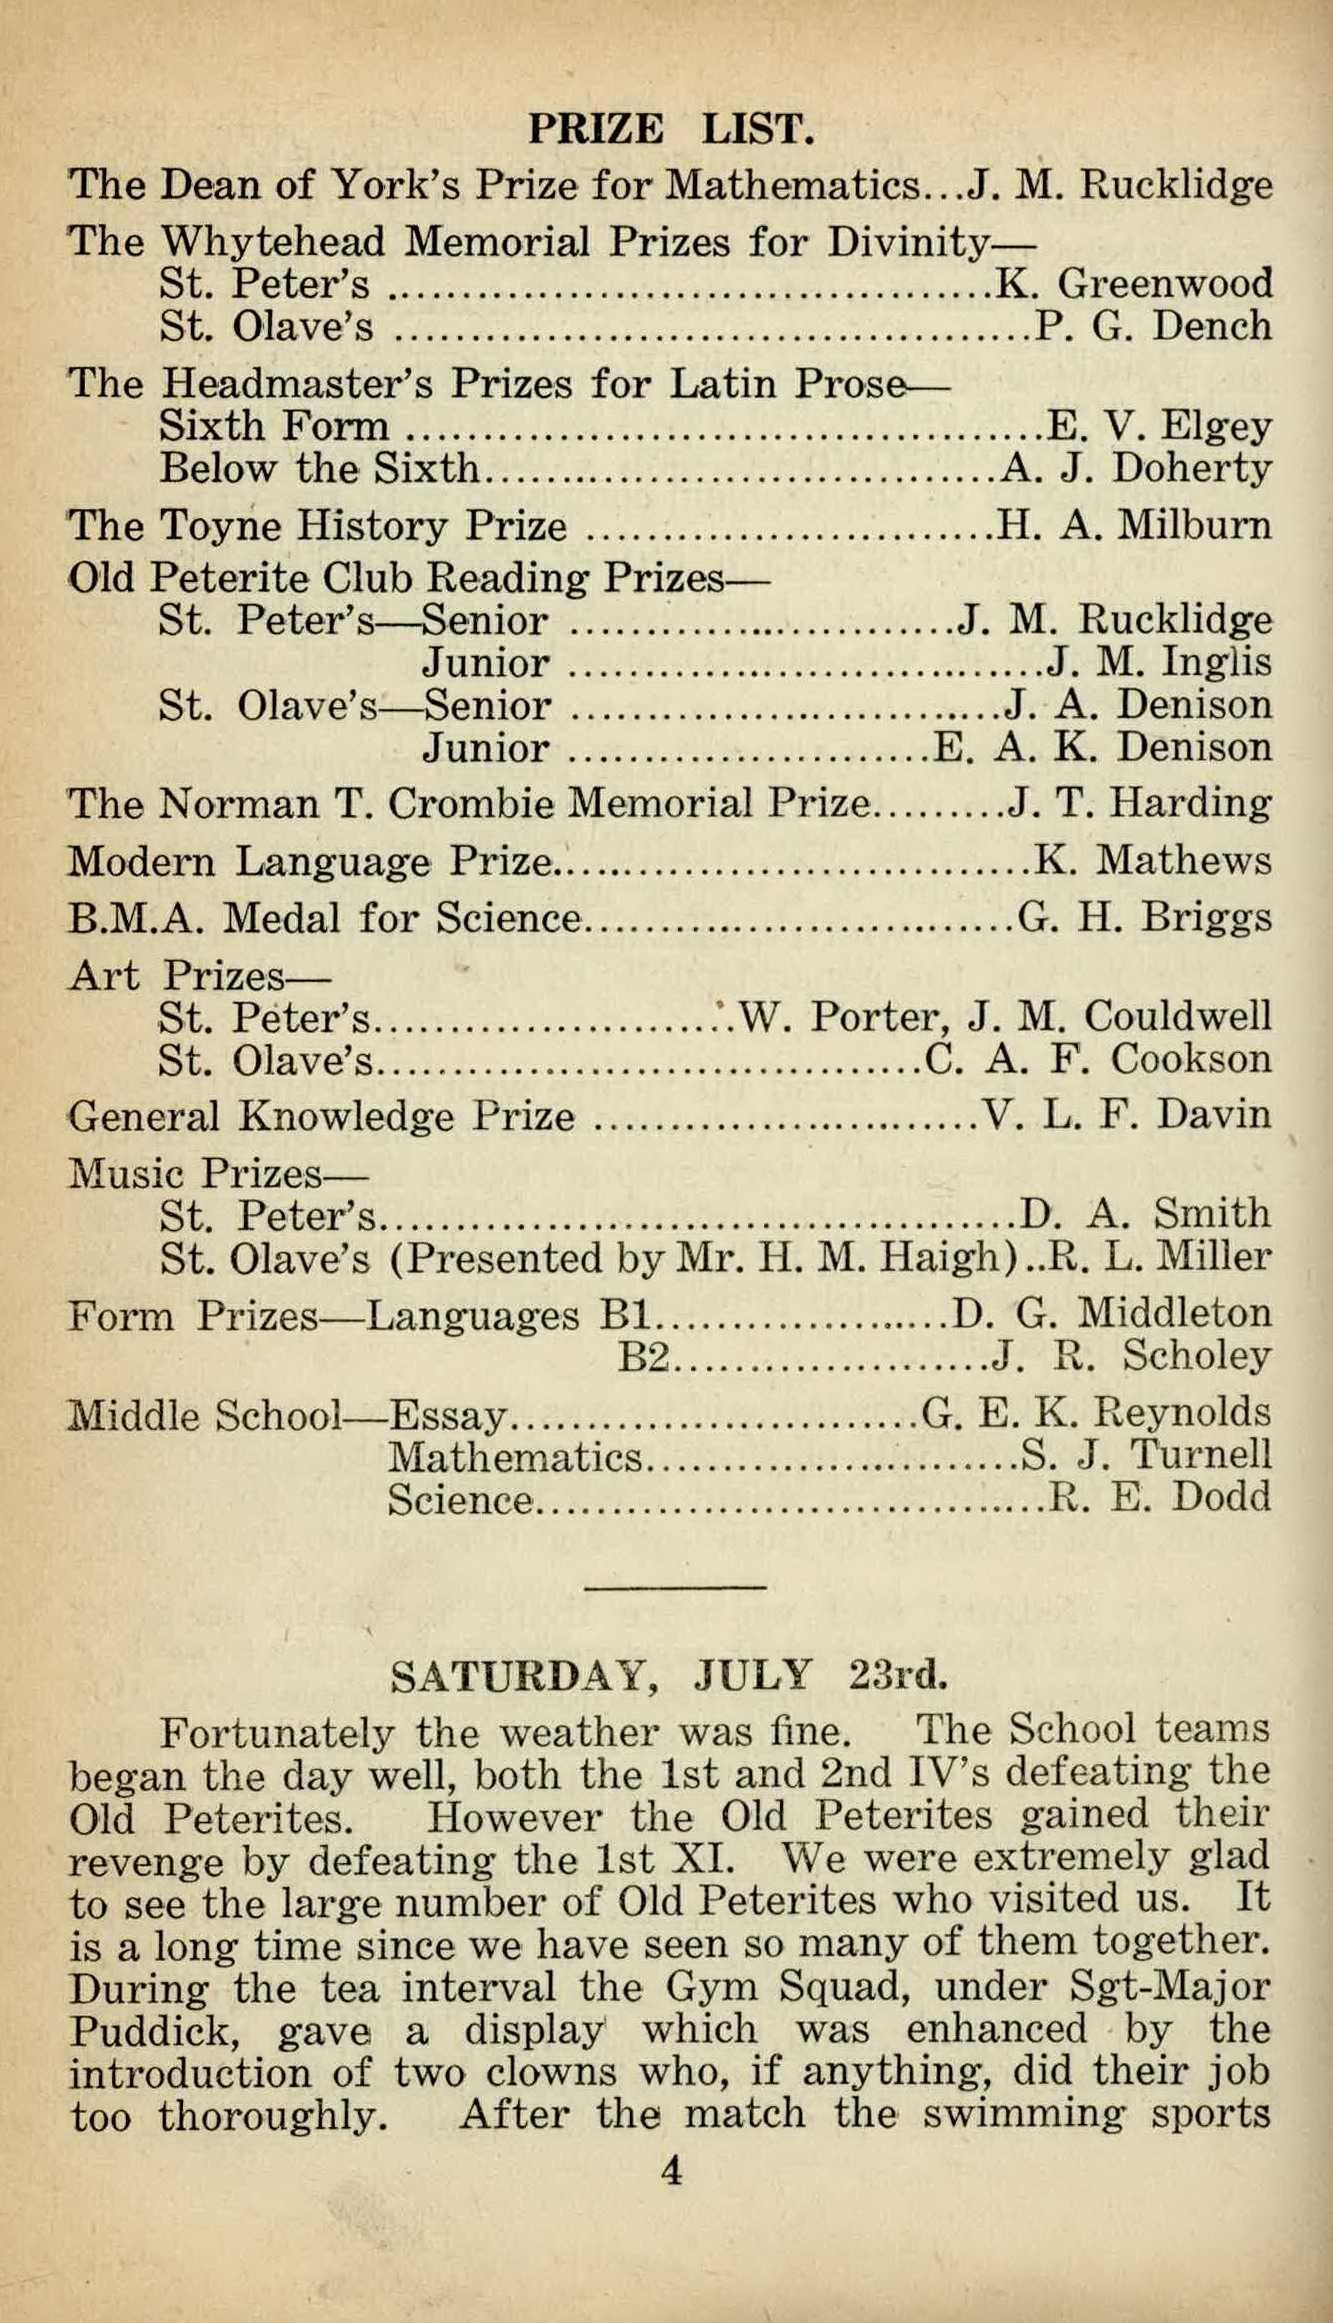 PRIZE LIST.
The Dean of York's Prize for Mathematics...J. M. Rucklidge
The Whytehead Memorial Prizes for Divinity—
St. Peter's ........................................K. Greenwood
St. Olave's ..........................................P. G. Dench
The Headmaster's Prizes for Latin Prose—
Sixth Form ..........................................E. V. Elgey
Below the Sixth..................................A. J. Doherty
The Toyne History Prize ...........................H. A. Milburn
Old Peterite Club Reading Prizes—
St. Peter's—Senior .........................J. M. Rucklidge
Junior ...............................J. M. Inglis
St. Olave's—Senior ............................J. A. Denison
Junior ........................E. A. K. Denison
The Norman T. Crombie Memorial Prize.........J. T. Harding
Modern Language Prize................................K. Mathews
B.M.A. Medal for Science............................G. H. Briggs
Art Prizes—
St. Peter's........................W. Porter, J. M. Couldwell
St. Olave's....................................C. A. F. Cookson
General Knowledge Prize .........................V. L. F. Davin
Music Prizes—
St. Peter's..........................................D. A. Smith
St. Olave's (Presented by Mr. H. M. Haigh)..R. L. Miller
Form Prizes—Languages B1...................D. G. Middleton
B2.....................J. R. Scholey
Middle School—Essay...........................G. E. K. Reynolds
Mathematics.........................S. J. Turnell
Science..................................R. E. Dodd
SATURDAY, JULY 23rd.
Fortunately the weather was fine. The School teams
began the day well, both the 1st and 2nd IV's defeating the
Old Peterites. However the Old Peterites gained their
revenge by defeating the 1st XI. We were extremely glad
to see the large number of Old Peterites who visited us. It
is a long time since we have seen so many of them together.
During the tea interval the Gym Squad, under Sgt-Major
Puddick, gave a display which was enhanced by the
introduction of two clowns who, if anything, did their job
too thoroughly. After the match the swimming sports
4